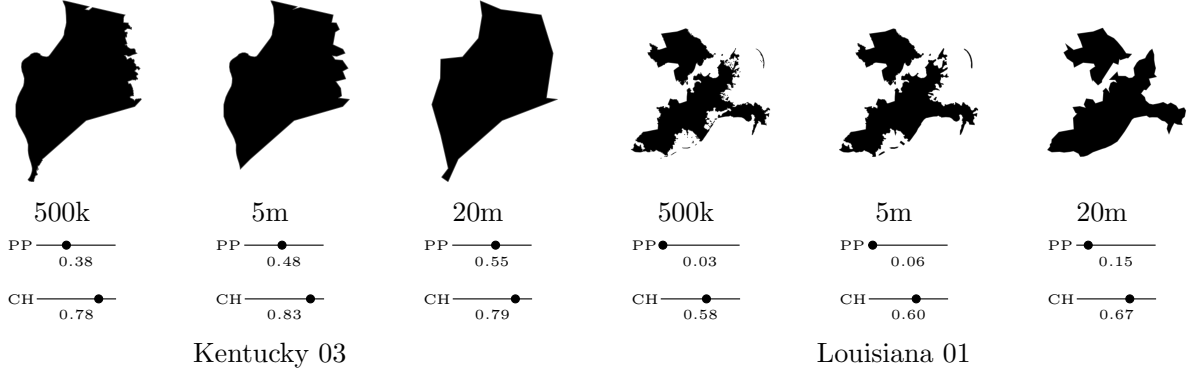 500k 5m 20m 500k 5m 20m
PP PP PP PP PP PP
0.38 0.48 0.55 0.03 0.06 0.15
CH CH CH CH CH CH
0.78 0.83 0.79 0.58 0.60 0.67
Kentucky 03 Louisiana 01